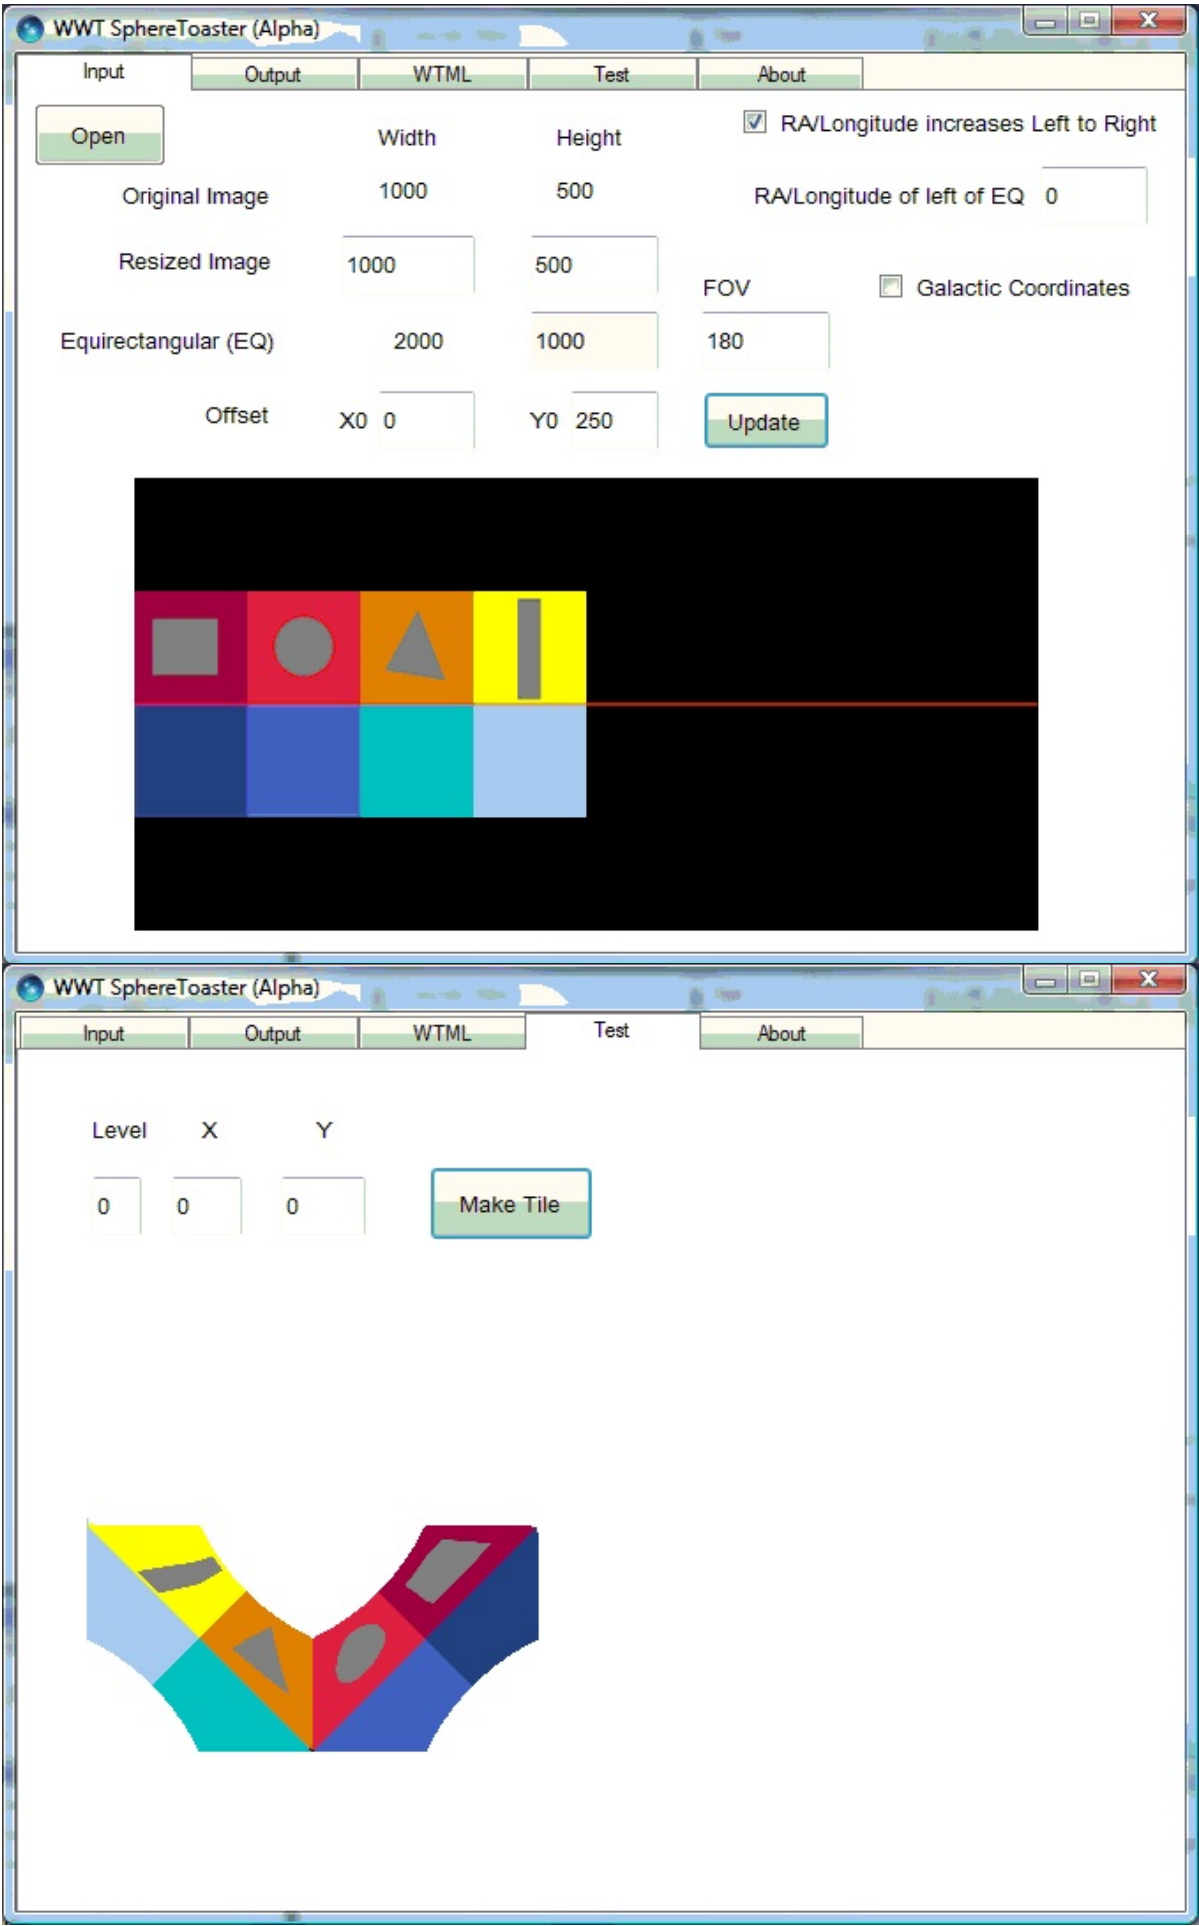 WWT SphereToaster (Alpha)
Input Output WTML Test About
Open Width Height RA/Longitude increases Left to Right
Original Image 1000 500 RA/Longitude of left of EQ 0
Resized Image 1000 500
FOV Galactic Coordinates
Equirectangular (EQ) 2000 1000 180
Offset X0 0 Y0 250 Update
WWT SphereToaster (Alpha)
Input Output WTML Test About
Level X Y
0 0 0 Make Tile